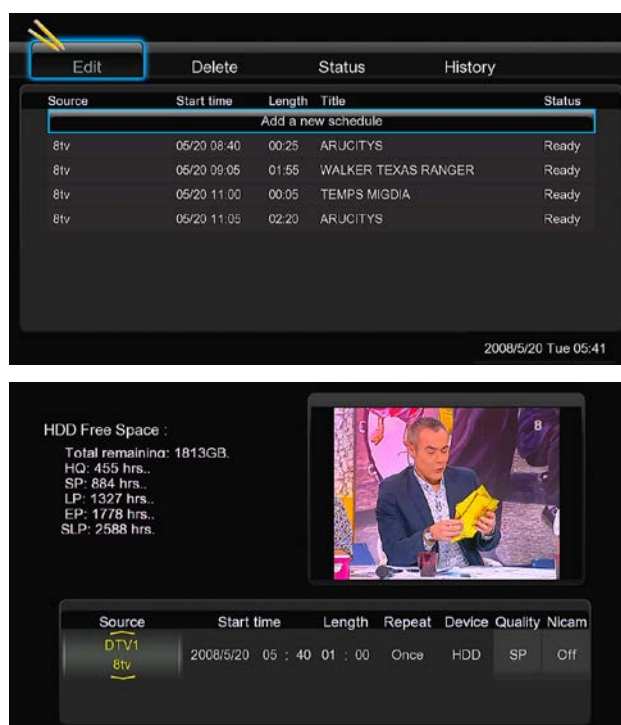 Edit Delete Status History
Source Start time Length Title Status
Add a new schedule
8tv 05/20 08:40 00:25 ARUCITYS Ready
8tv 05/20 09:05 01:55 WALKER TEXAS RANGER Ready
8tv 05/20 11:00 00:05 TEMPS MIGDIA Ready
8tv 05/20 11:05 02:20 ARUCITYS Ready
2008/5/20 Tue 05:41
HDD Free Space :
Total remaining: 1813GB.
HQ: 455 hrs..
SP: 884 hrs..
LP: 1327 hrs..
EP: 1778 hrs..
SLP: 2588 hrs.
8
Source Start time Length Repeat Device Quality Nicam
DTV1
8tv
2008/5/20 05 : 40 01 : 00 Once HDD SP Off